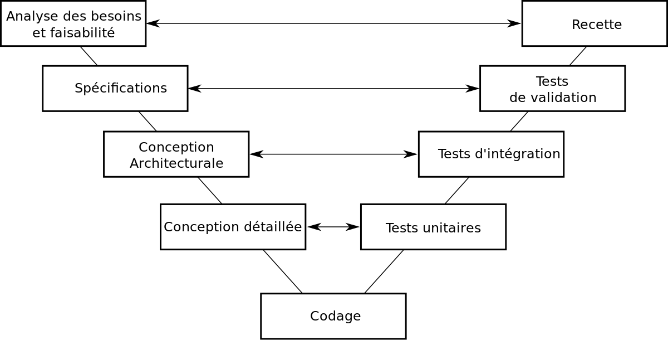 Analyse des besoins
et faisabilité
Recette
Spécifications
Tests
de validation
Conception
Architecturale
Tests d'intégration
Conception détaillée
Tests unitaires
Codage